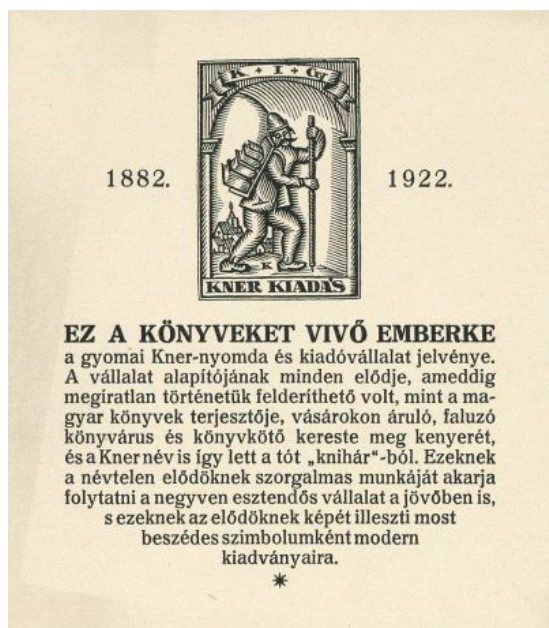 K + I + Gy
1882. 1922.
K
KNER KIADÁS
EZ A KÖNYVEKET VIVŐ EMBERKE
a gyomai Kner-nyomda és kiadóvállalat jelvénye.
A vállalat alapítójának minden elődje, ameddig
megíratlan történetük felderíthető volt, mint a ma-
gyar könyvek terjesztője, vásárokon áruló, faluzó
könyvárus és könyvkötő kereste meg kenyerét,
és a Kner név is így lett a tót „knihár“-ból. Ezeknek
a névtelen elődöknek szorgalmas munkáját akarja
folytatni a negyven esztendős vállalat a jövőben is,
s ezeknek az elődöknek képét illeszti most
beszédes szimbolumként modern
kiadványaira.
*